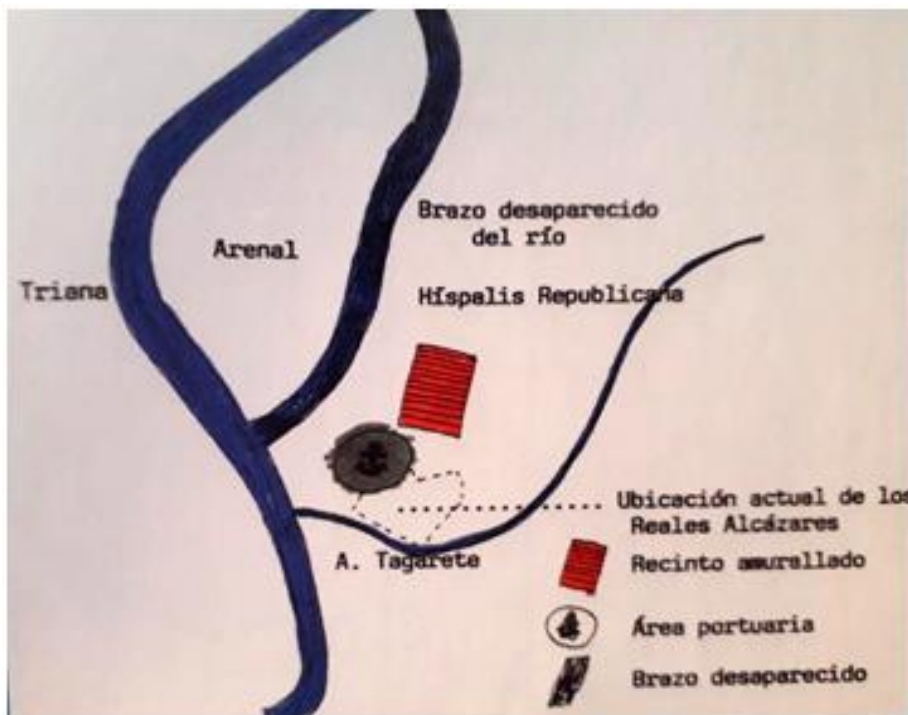 Brazo desaparecido
del río
Arenal
Triana
Híspalis Republicana
Ubicación actual de los
Reales Alcázares
A. Tagarete
Recinto amurallado
Área portuaria
Brazo desaparecido